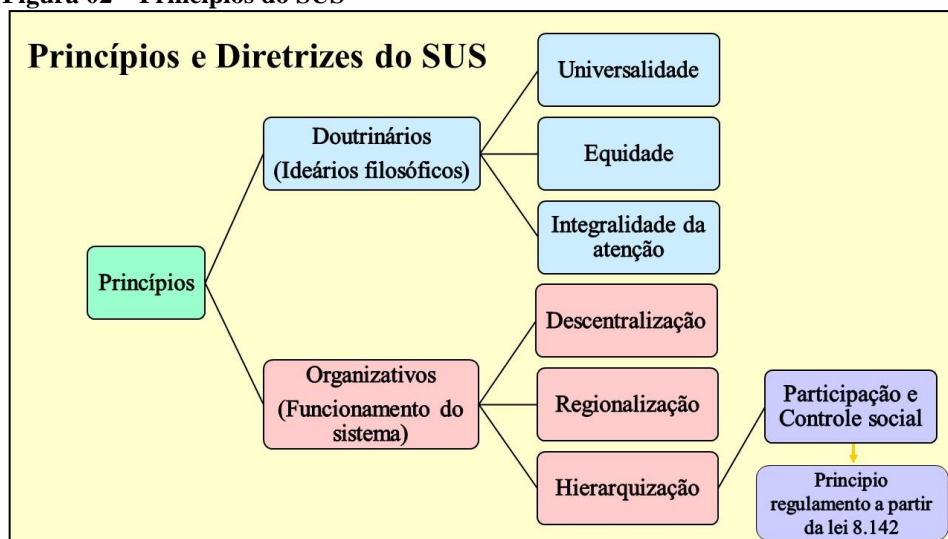 Figura 02 – Princípios do SUS
Princípios e Diretrizes do SUS
Universalidade
Doutrinários
(Ideários filosóficos)
Equidade
Integralidade da
atenção
Princípios
Descentralização
Organizativos
(Funcionamento do
sistema)
Regionalização
Hierarquização
Participação e
Controle social
Principio
regulamento a partir
da lei 8.142